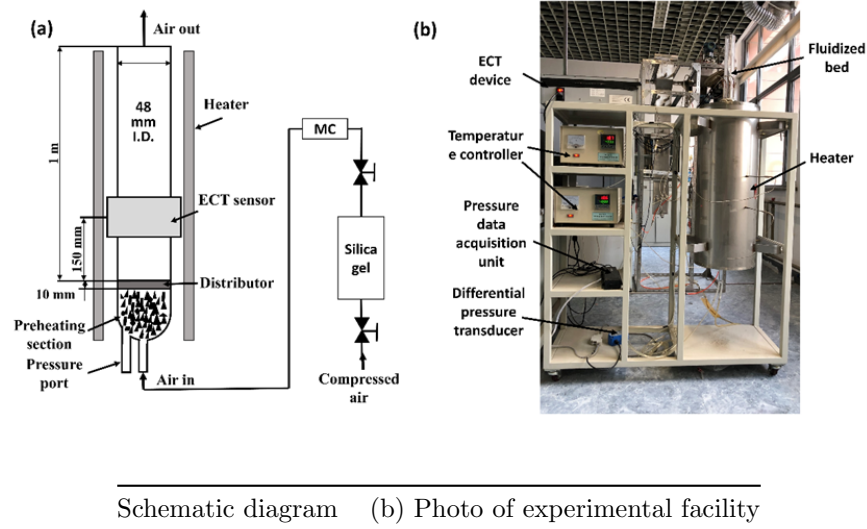 (a)
Air out
48
mm
I.D.
Heater
1 m
ECT sensor
150 mm
Distributor
10 mm
Preheating
section
Pressure
port
Air in
MC
Silica
gel
Compressed
air
(b)
ECT
device
Fluidized
bed
Temperatur
e controller
Heater
Pressure
data
acquisition
unit
Differential
pressure
transducer
Schematic diagram (b) Photo of experimental facility